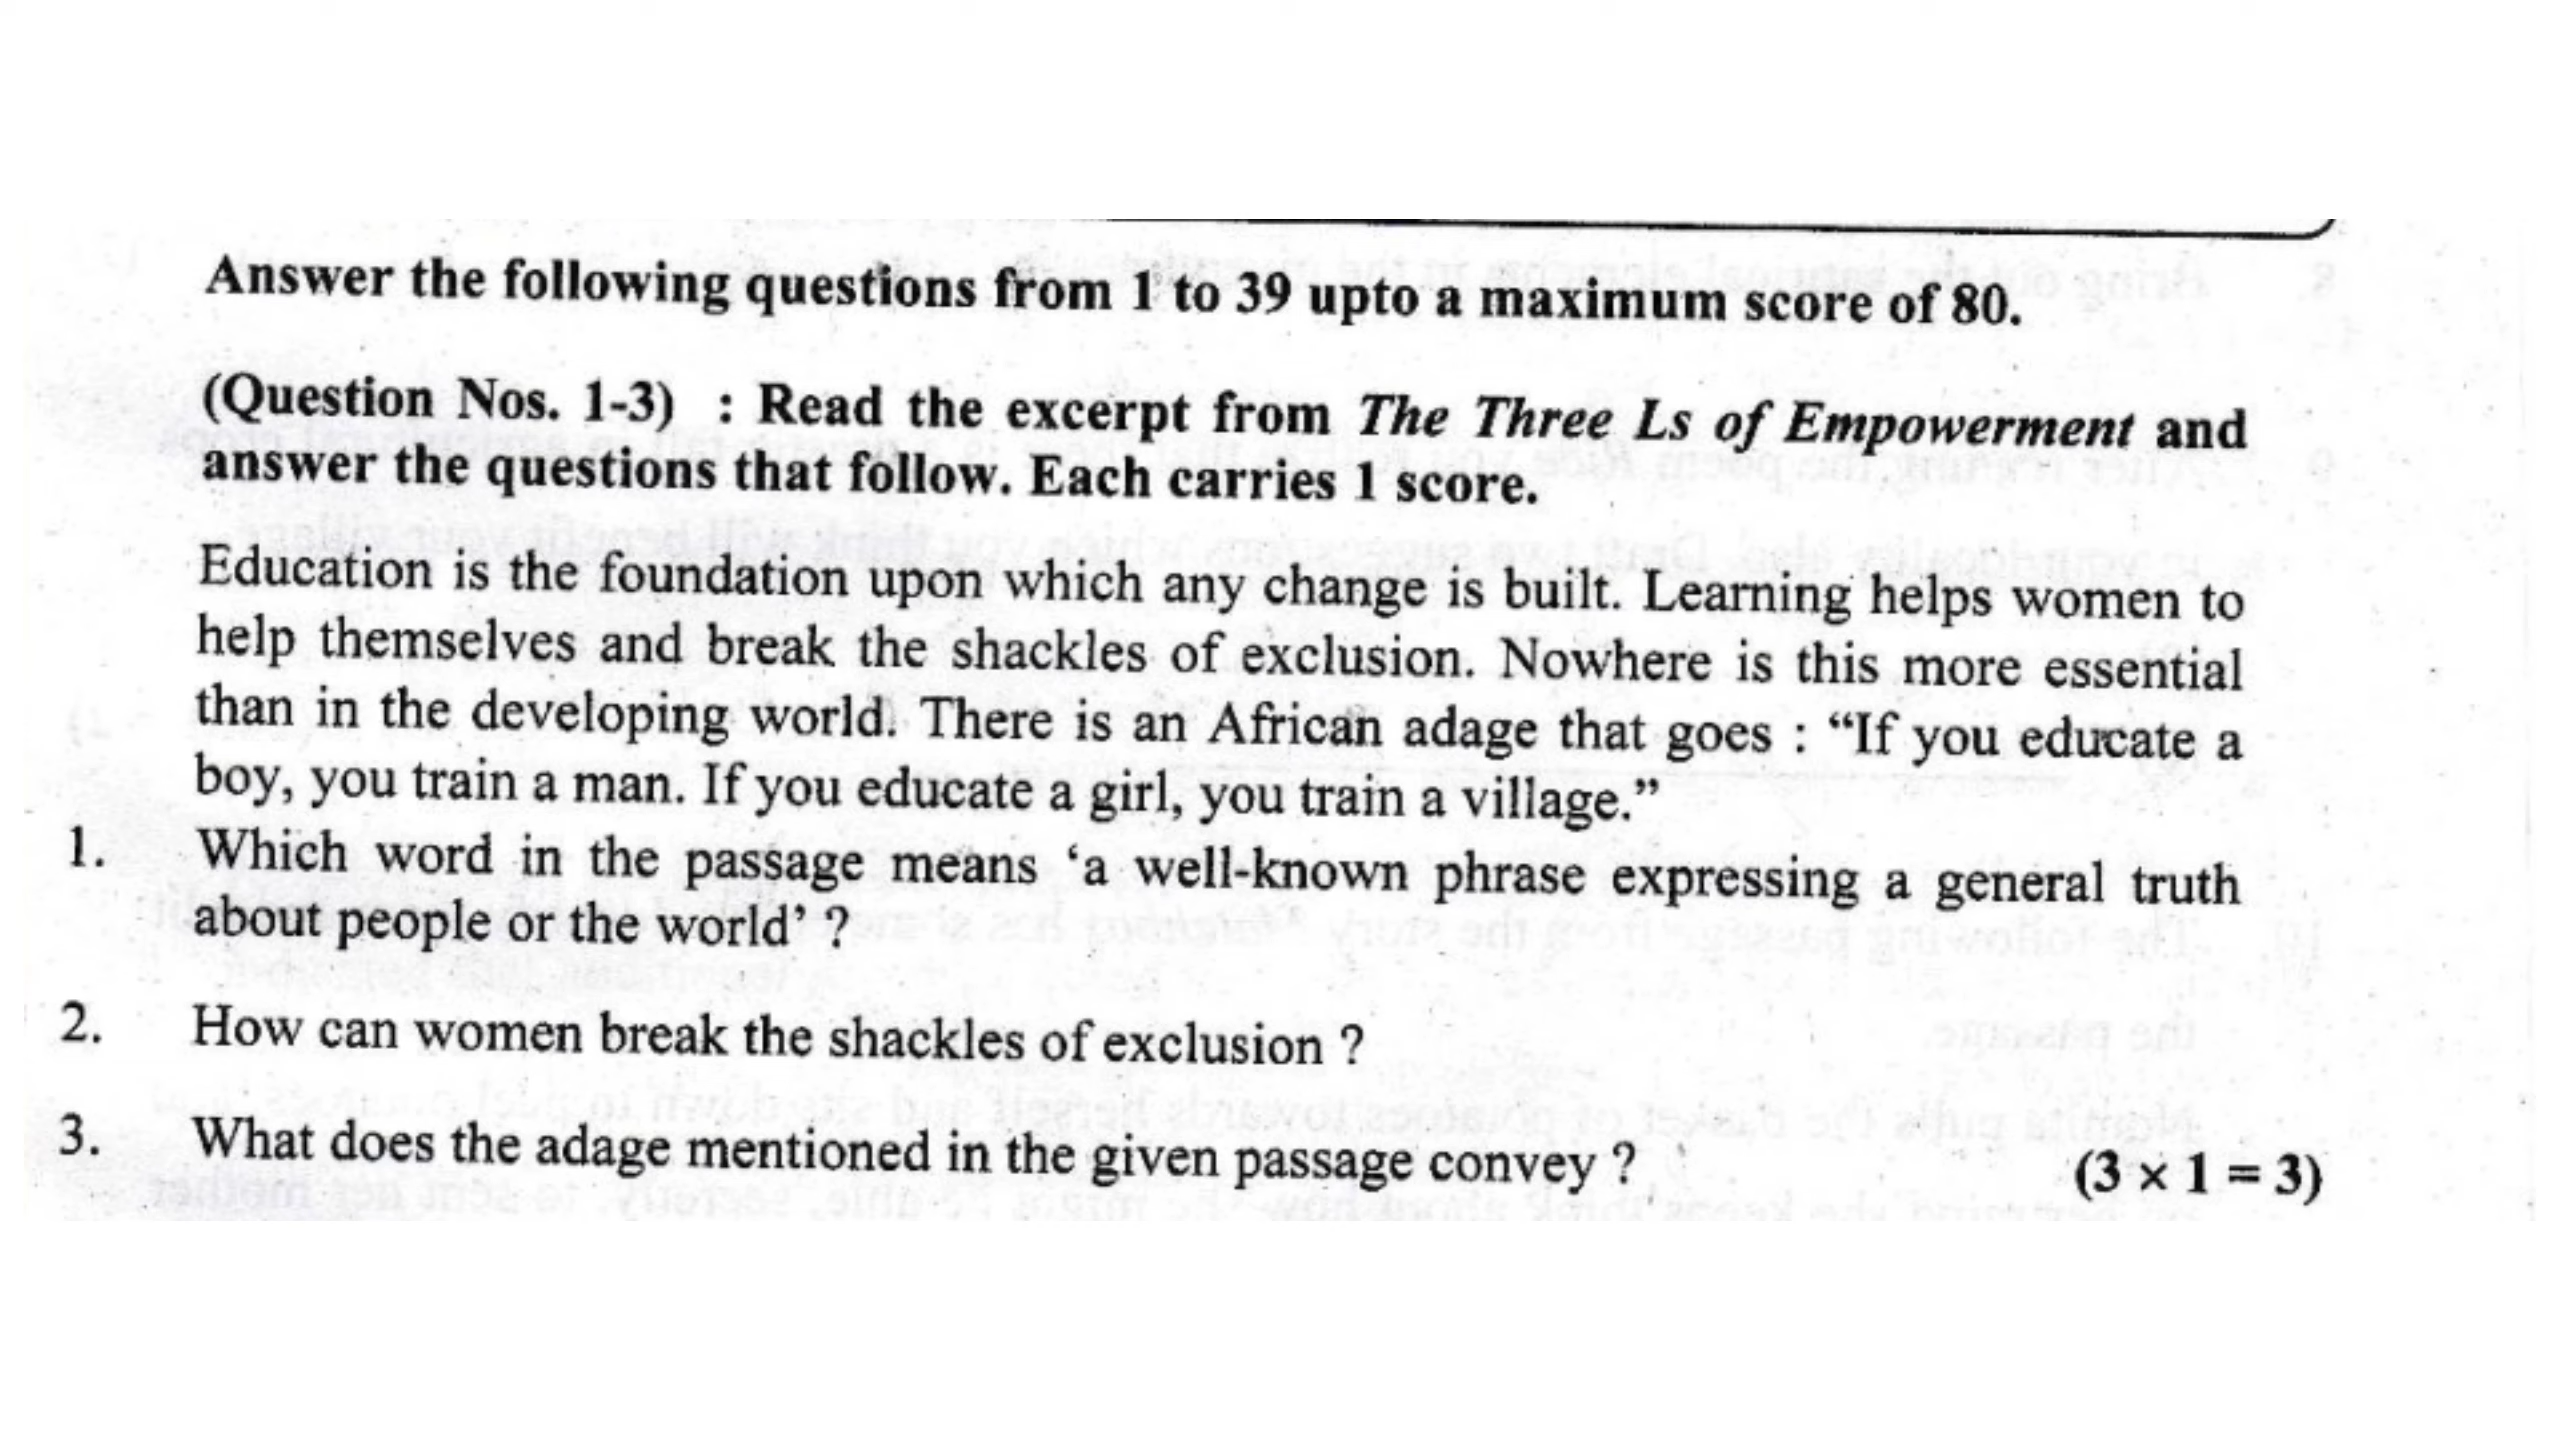 Answer the following questions from 1 to 39 upto a maximum score of 80.
(Question Nos. 1-3) : Read the excerpt from The Three Ls of Empowerment and
answer the questions that follow. Each carries 1 score.
Education is the foundation upon which any change is built. Learning helps women to
help themselves and break the shackles of exclusion. Nowhere is this more essential
than in the developing world. There is an African adage that goes : “If you educate a
boy, you train a man. If you educate a girl, you train a village.”
1. Which word in the passage means ‘a well-known phrase expressing a general truth
about people or the world’ ?
2. How can women break the shackles of exclusion ?
3. What does the adage mentioned in the given passage convey ? (3 × 1 = 3)